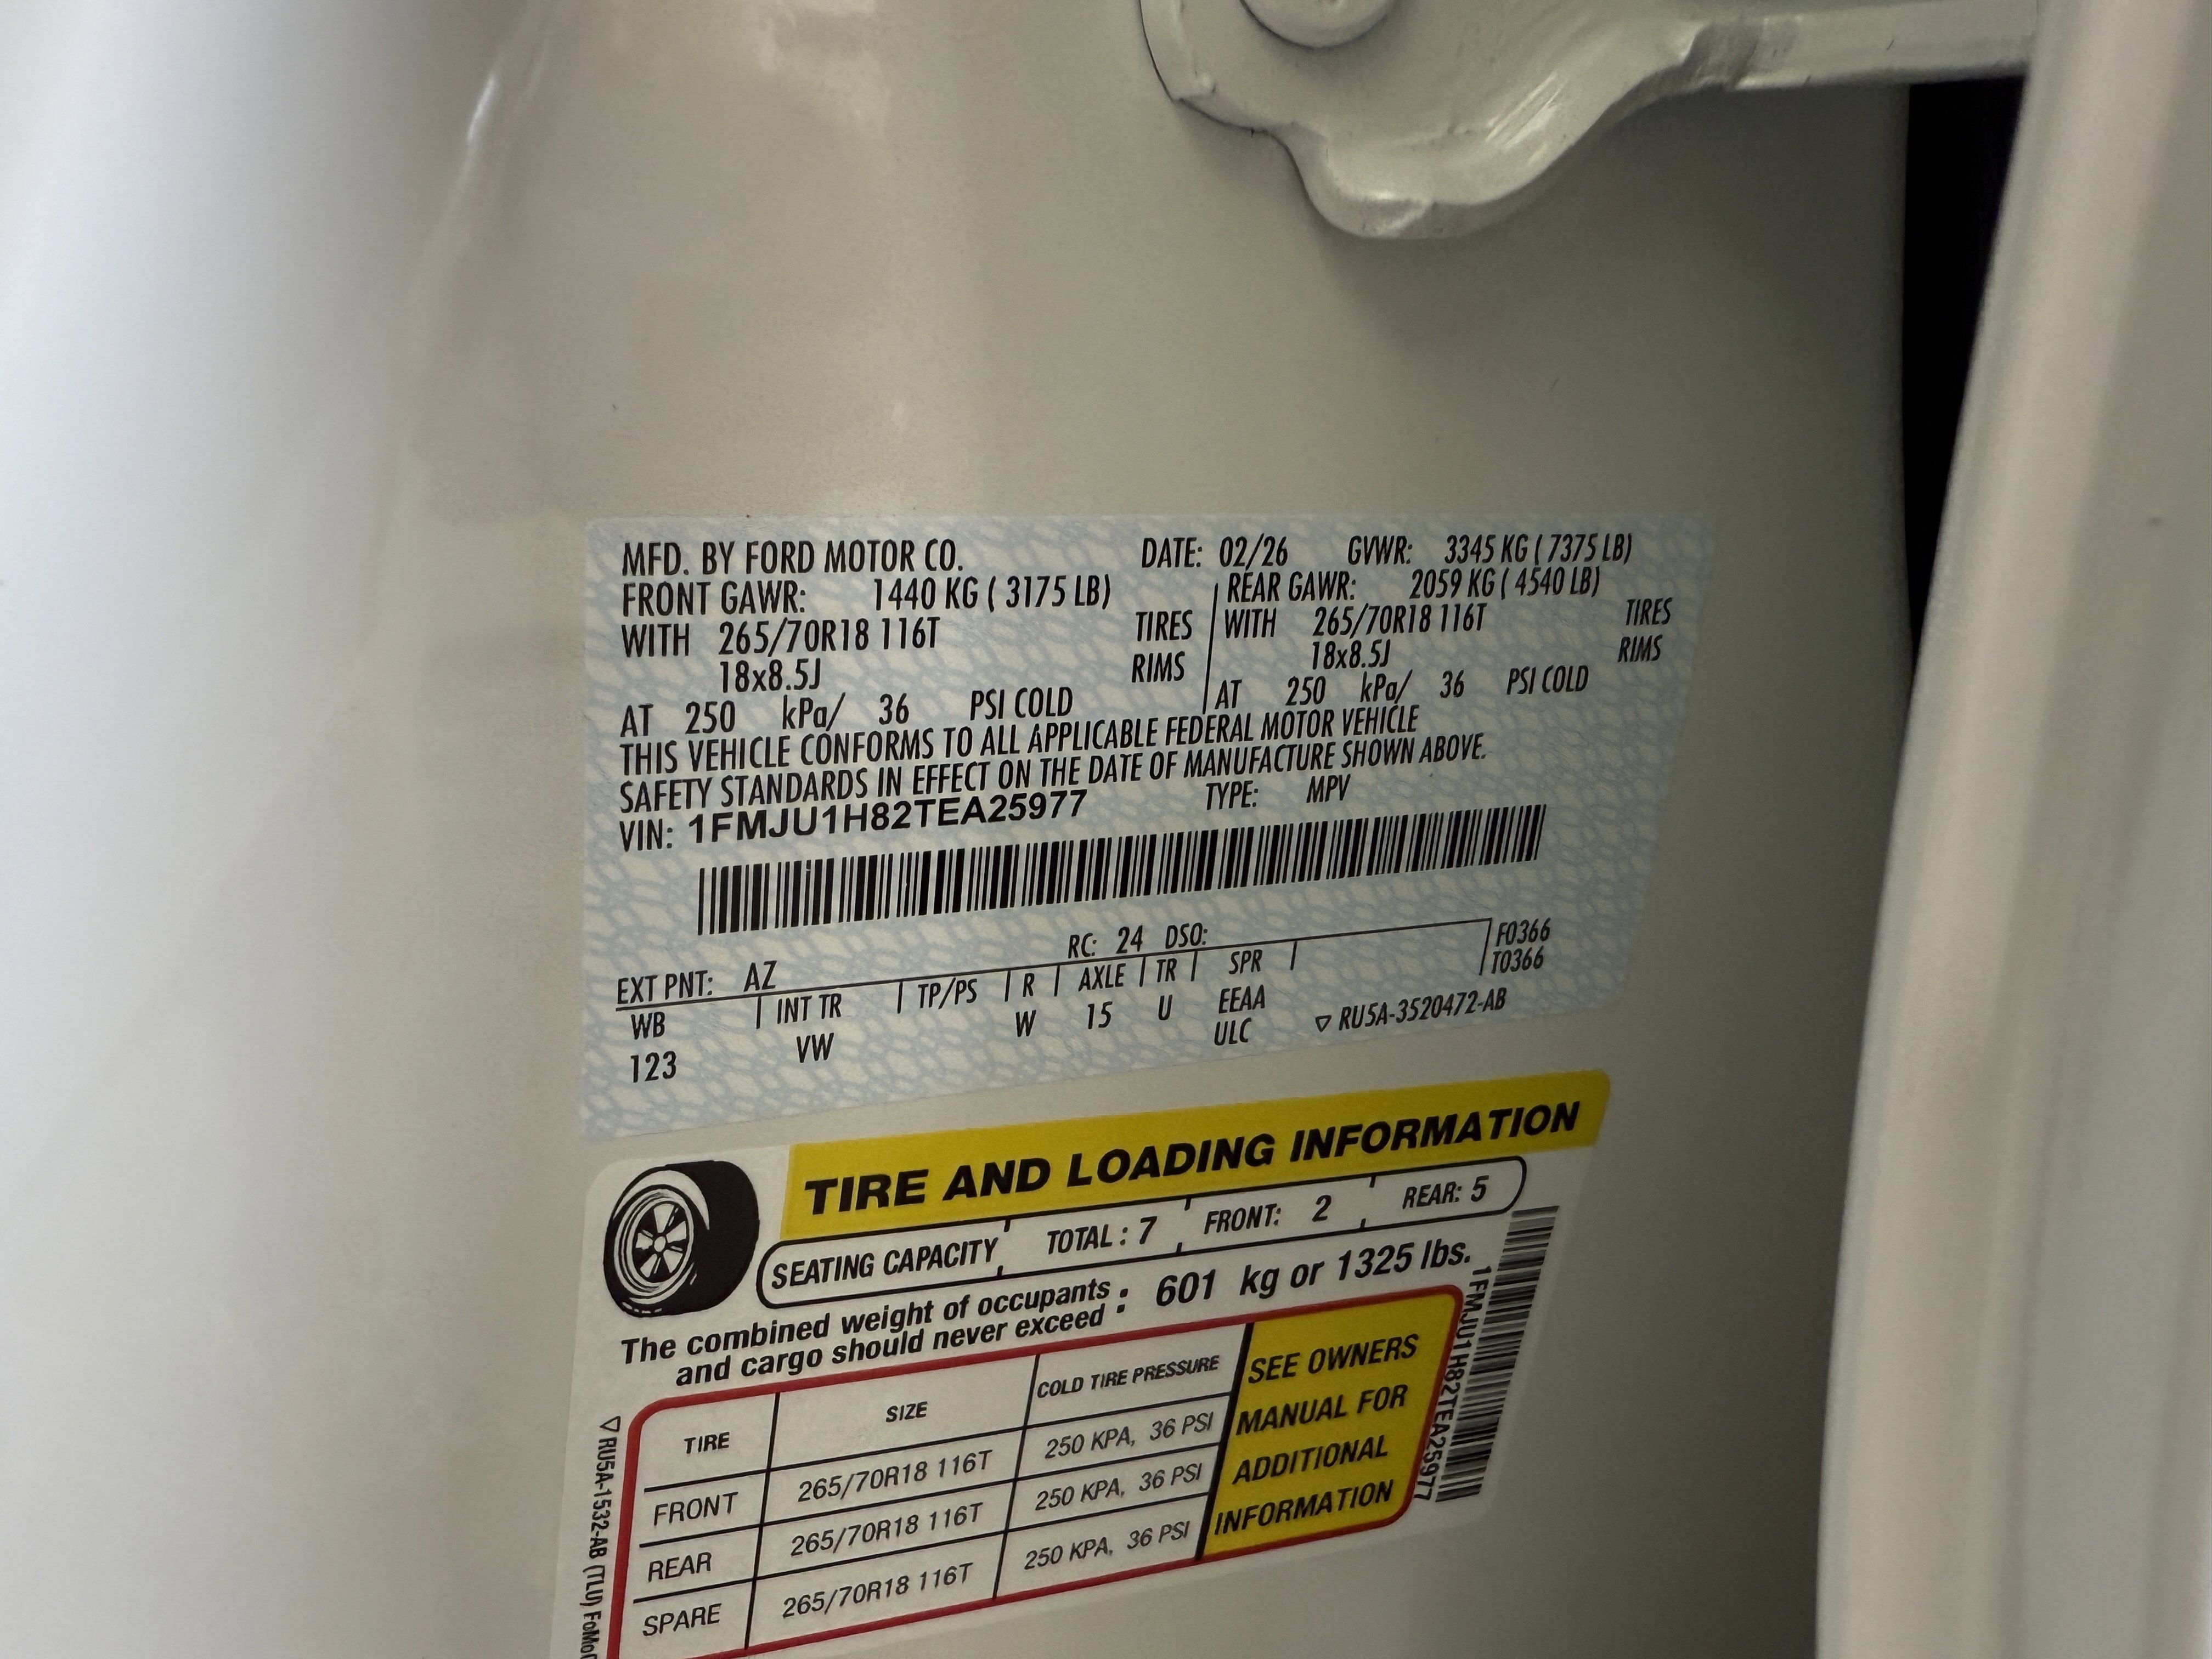 MFD. BY FORD MOTOR CO. DATE: 02/26 GVWR: 3345 KG ( 7375 LB)
FRONT GAWR: 1440 KG ( 3175 LB) REAR GAWR: 2059 KG ( 4540 LB)
WITH 265/70R18 116T TIRES WITH 265/70R18 116T TIRES
18x8.5J RIMS 18x8.5J RIMS
AT 250 kPa/ 36 PSI COLD AT 250 kPa/ 36 PSI COLD
THIS VEHICLE CONFORMS TO ALL APPLICABLE FEDERAL MOTOR VEHICLE
SAFETY STANDARDS IN EFFECT ON THE DATE OF MANUFACTURE SHOWN ABOVE.
VIN: 1FMJU1H82TEA25977 TYPE: MPV
EXT PNT: AZ RC: 24 DSO: F0366
WB INT TR TP/PS R AXLE TR SPR T0366
123 VW W 15 U EEAA
ULC RU5A-3520472-AB
TIRE AND LOADING INFORMATION
SEATING CAPACITY TOTAL : 7 FRONT: 2 REAR: 5
The combined weight of occupants
and cargo should never exceed : 601 kg or 1325 lbs.
TIRE SIZE COLD TIRE PRESSURE
FRONT 265/70R18 116T 250 KPA, 36 PSI
REAR 265/70R18 116T 250 KPA, 36 PSI
SPARE 265/70R18 116T 250 KPA, 36 PSI
SEE OWNERS
MANUAL FOR
ADDITIONAL
INFORMATION
1FMJU1H82TEA25977
RU5A-1532-AB (TLU)